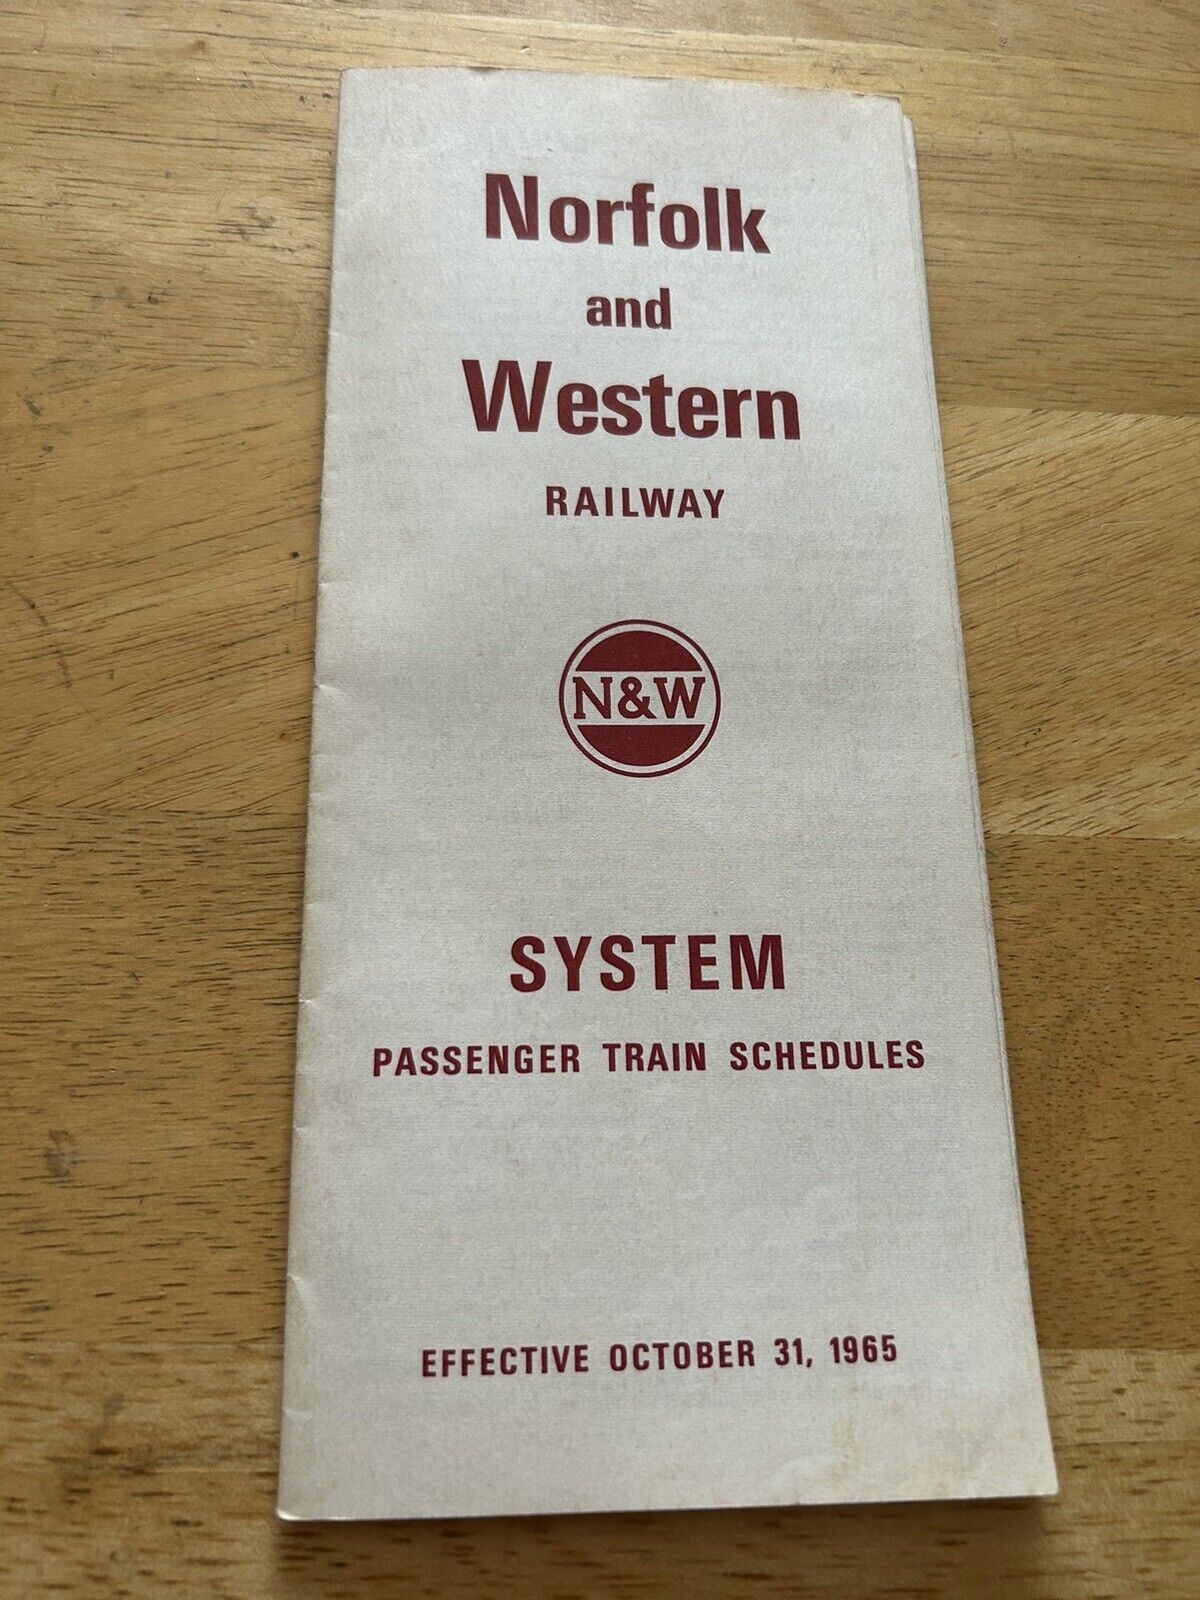 Norfolk
and
Western
RAILWAY
N&W
SYSTEM
PASSENGER TRAIN SCHEDULES
EFFECTIVE OCTOBER 31, 1965